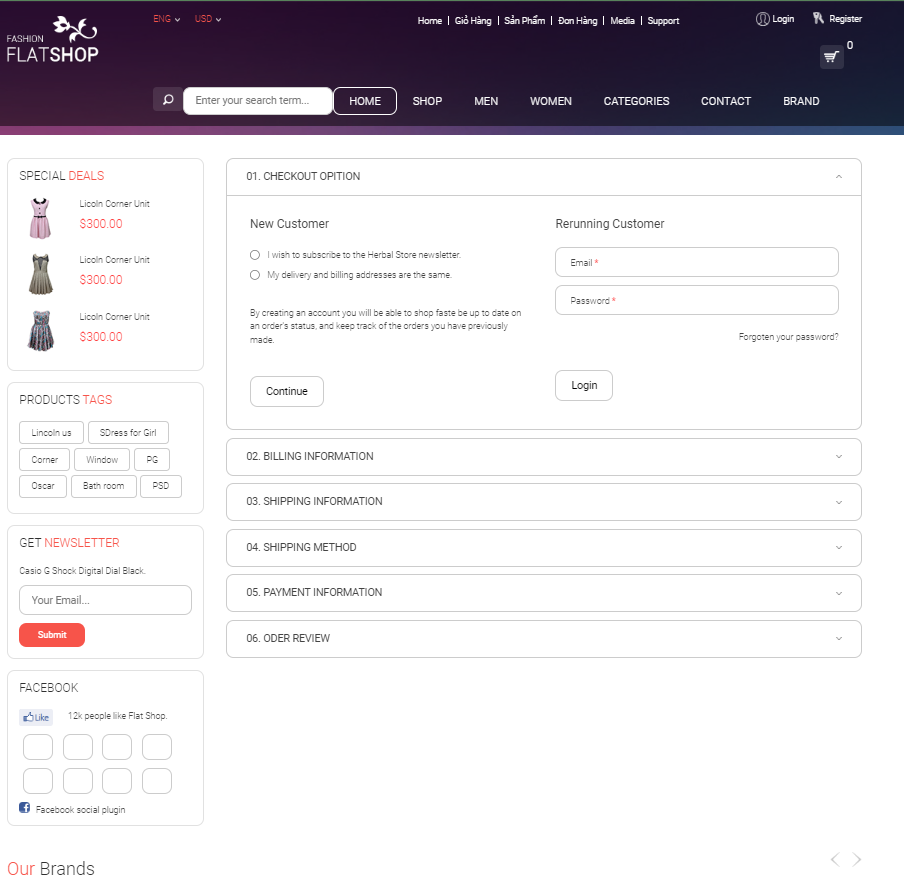 ENG USD
Home Giỏ Hàng Sản Phẩm Đơn Hàng Media Support
Login Register
FASHION
FLATSHOP
0
Enter your search term...
HOME SHOP MEN WOMEN CATEGORIES CONTACT BRAND
SPECIAL DEALS
Licoln Corner Unit
$300.00
Licoln Corner Unit
$300.00
Licoln Corner Unit
$300.00
PRODUCTS TAGS
Lincoln us SDress for Girl
Corner Window PG
Oscar Bath room PSD
GET NEWSLETTER
Casio G Shock Digital Dial Black.
Your Email...
Submit
FACEBOOK
Like 12k people like Flat Shop.
Facebook social plugin
01. CHECKOUT OPITION
New Customer
I wish to subscribe to the Herbal Store newsletter.
My delivery and billing addresses are the same.
By creating an account you will be able to shop faste be up to date on
an order's status, and keep track of the orders you have previously
made.
Continue
Rerunning Customer
Email *
Password *
Forgoten your password?
Login
02. BILLING INFORMATION
03. SHIPPING INFORMATION
04. SHIPPING METHOD
05. PAYMENT INFORMATION
06. ODER REVIEW
Our Brands